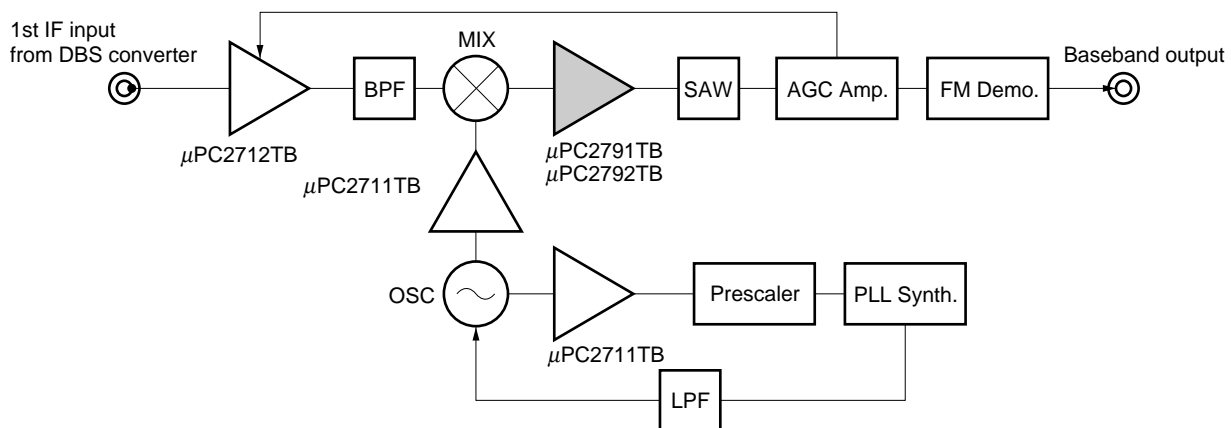 1st IF input
from DBS converter
MIX
Baseband output
BPF
SAW
AGC Amp.
FM Demo.
μPC2712TB
μPC2791TB
μPC2792TB
μPC2711TB
OSC
Prescaler
PLL Synth.
μPC2711TB
LPF